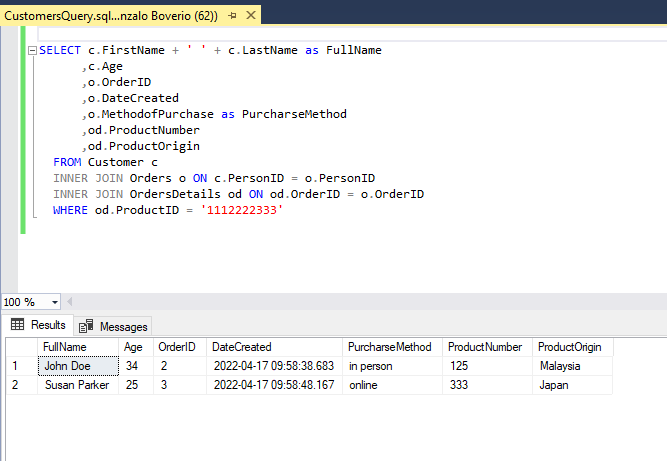 CustomersQuery.sql...nzalo Boverio (62))
SELECT c.FirstName + ' ' + c.LastName as FullName
,c.Age
,o.OrderID
,o.DateCreated
,o.MethodofPurchase as PurcharseMethod
,od.ProductNumber
,od.ProductOrigin
FROM Customer c
INNER JOIN Orders o ON c.PersonID = o.PersonID
INNER JOIN OrdersDetails od ON od.OrderID = o.OrderID
WHERE od.ProductID = '1112222333'
100 %
Results Messages
FullName Age OrderID DateCreated PurcharseMethod ProductNumber ProductOrigin
1 John Doe 34 2 2022-04-17 09:58:38.683 in person 125 Malaysia
2 Susan Parker 25 3 2022-04-17 09:58:48.167 online 333 Japan